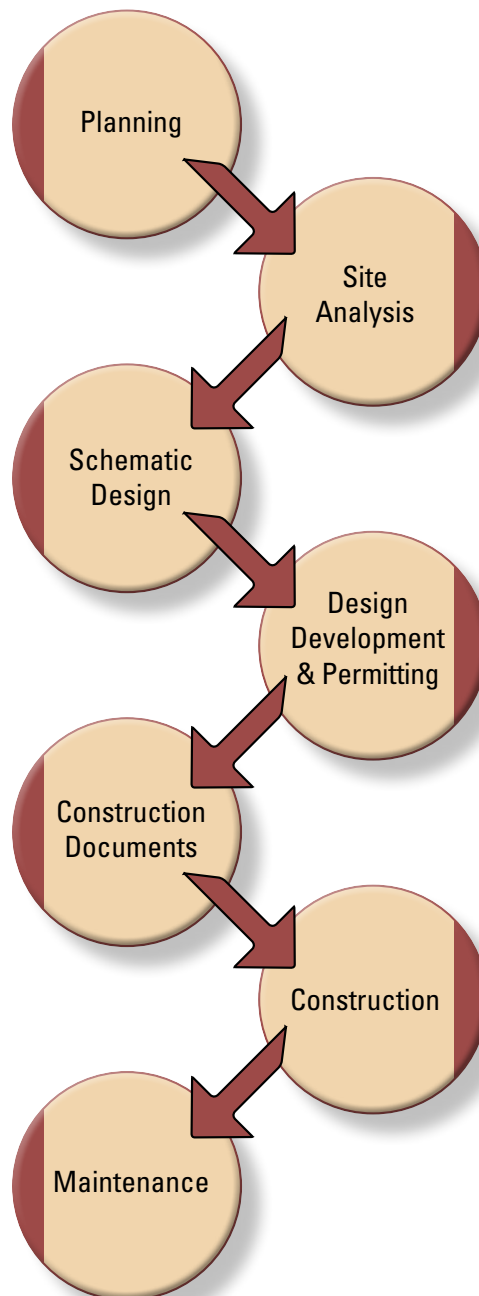 Planning
Site
Analysis
Schematic
Design
Design
Development
& Permitting
Construction
Documents
Construction
Maintenance